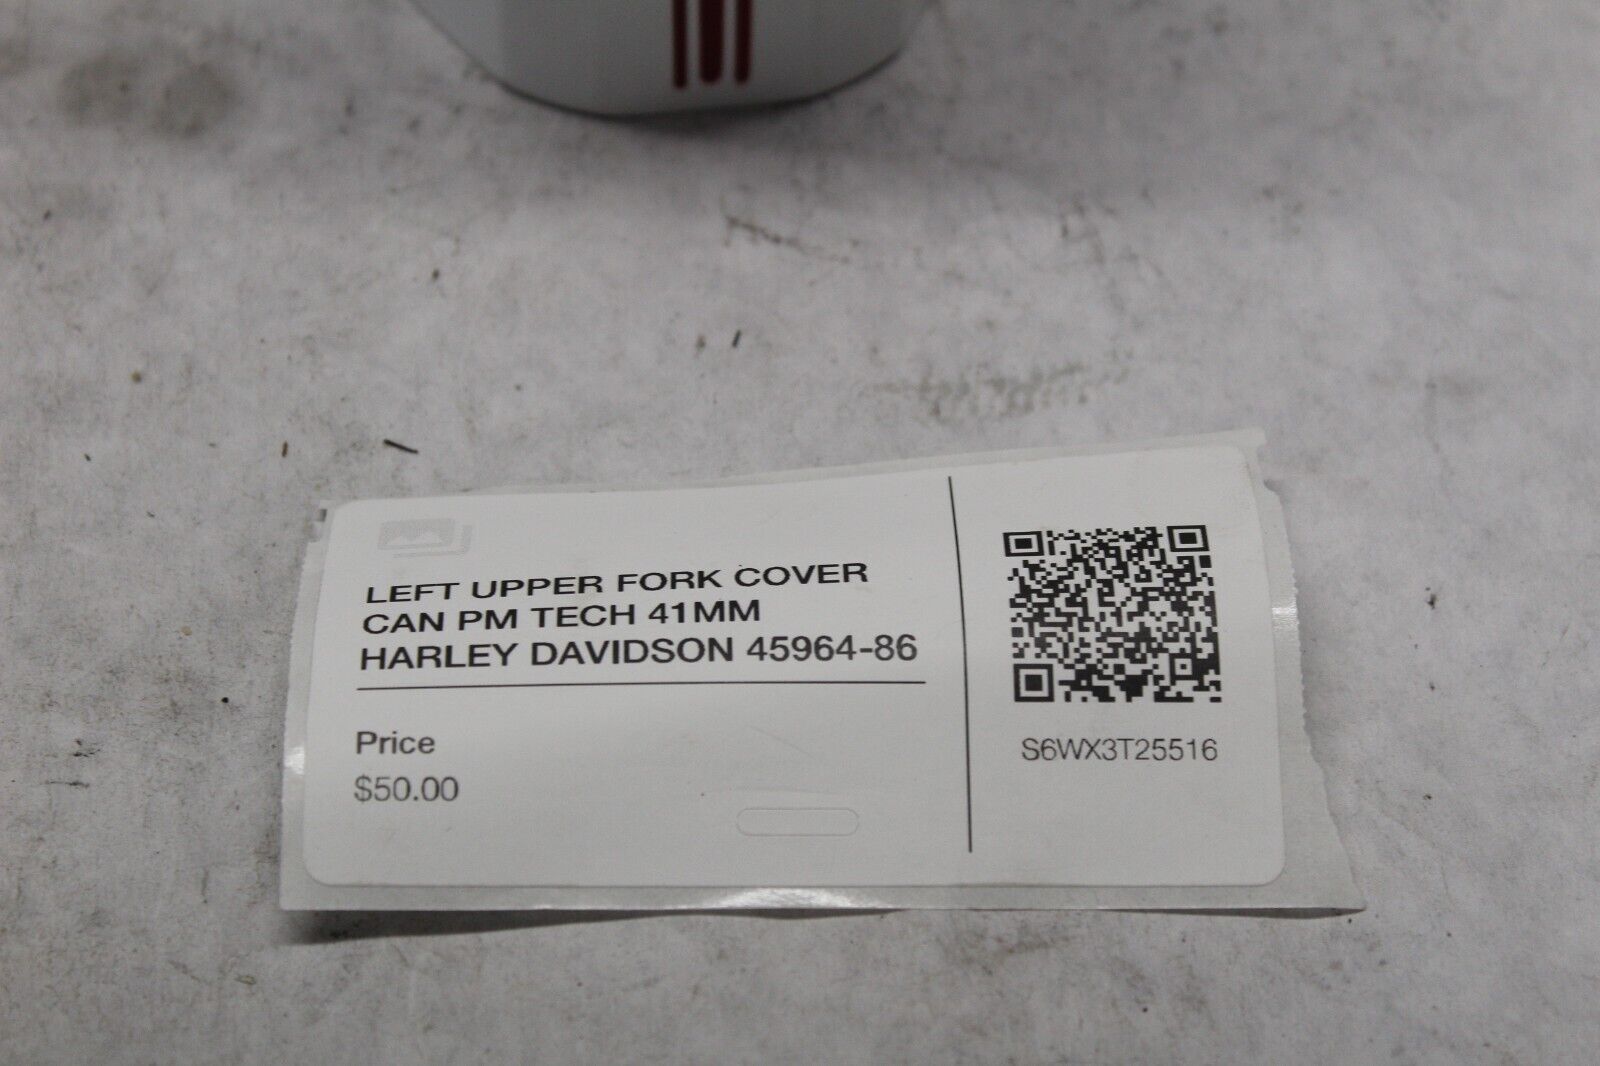 LEFT UPPER FORK COVER
CAN PM TECH 41MM
HARLEY DAVIDSON 45964-86
Price
$50.00
S6WX3T25516